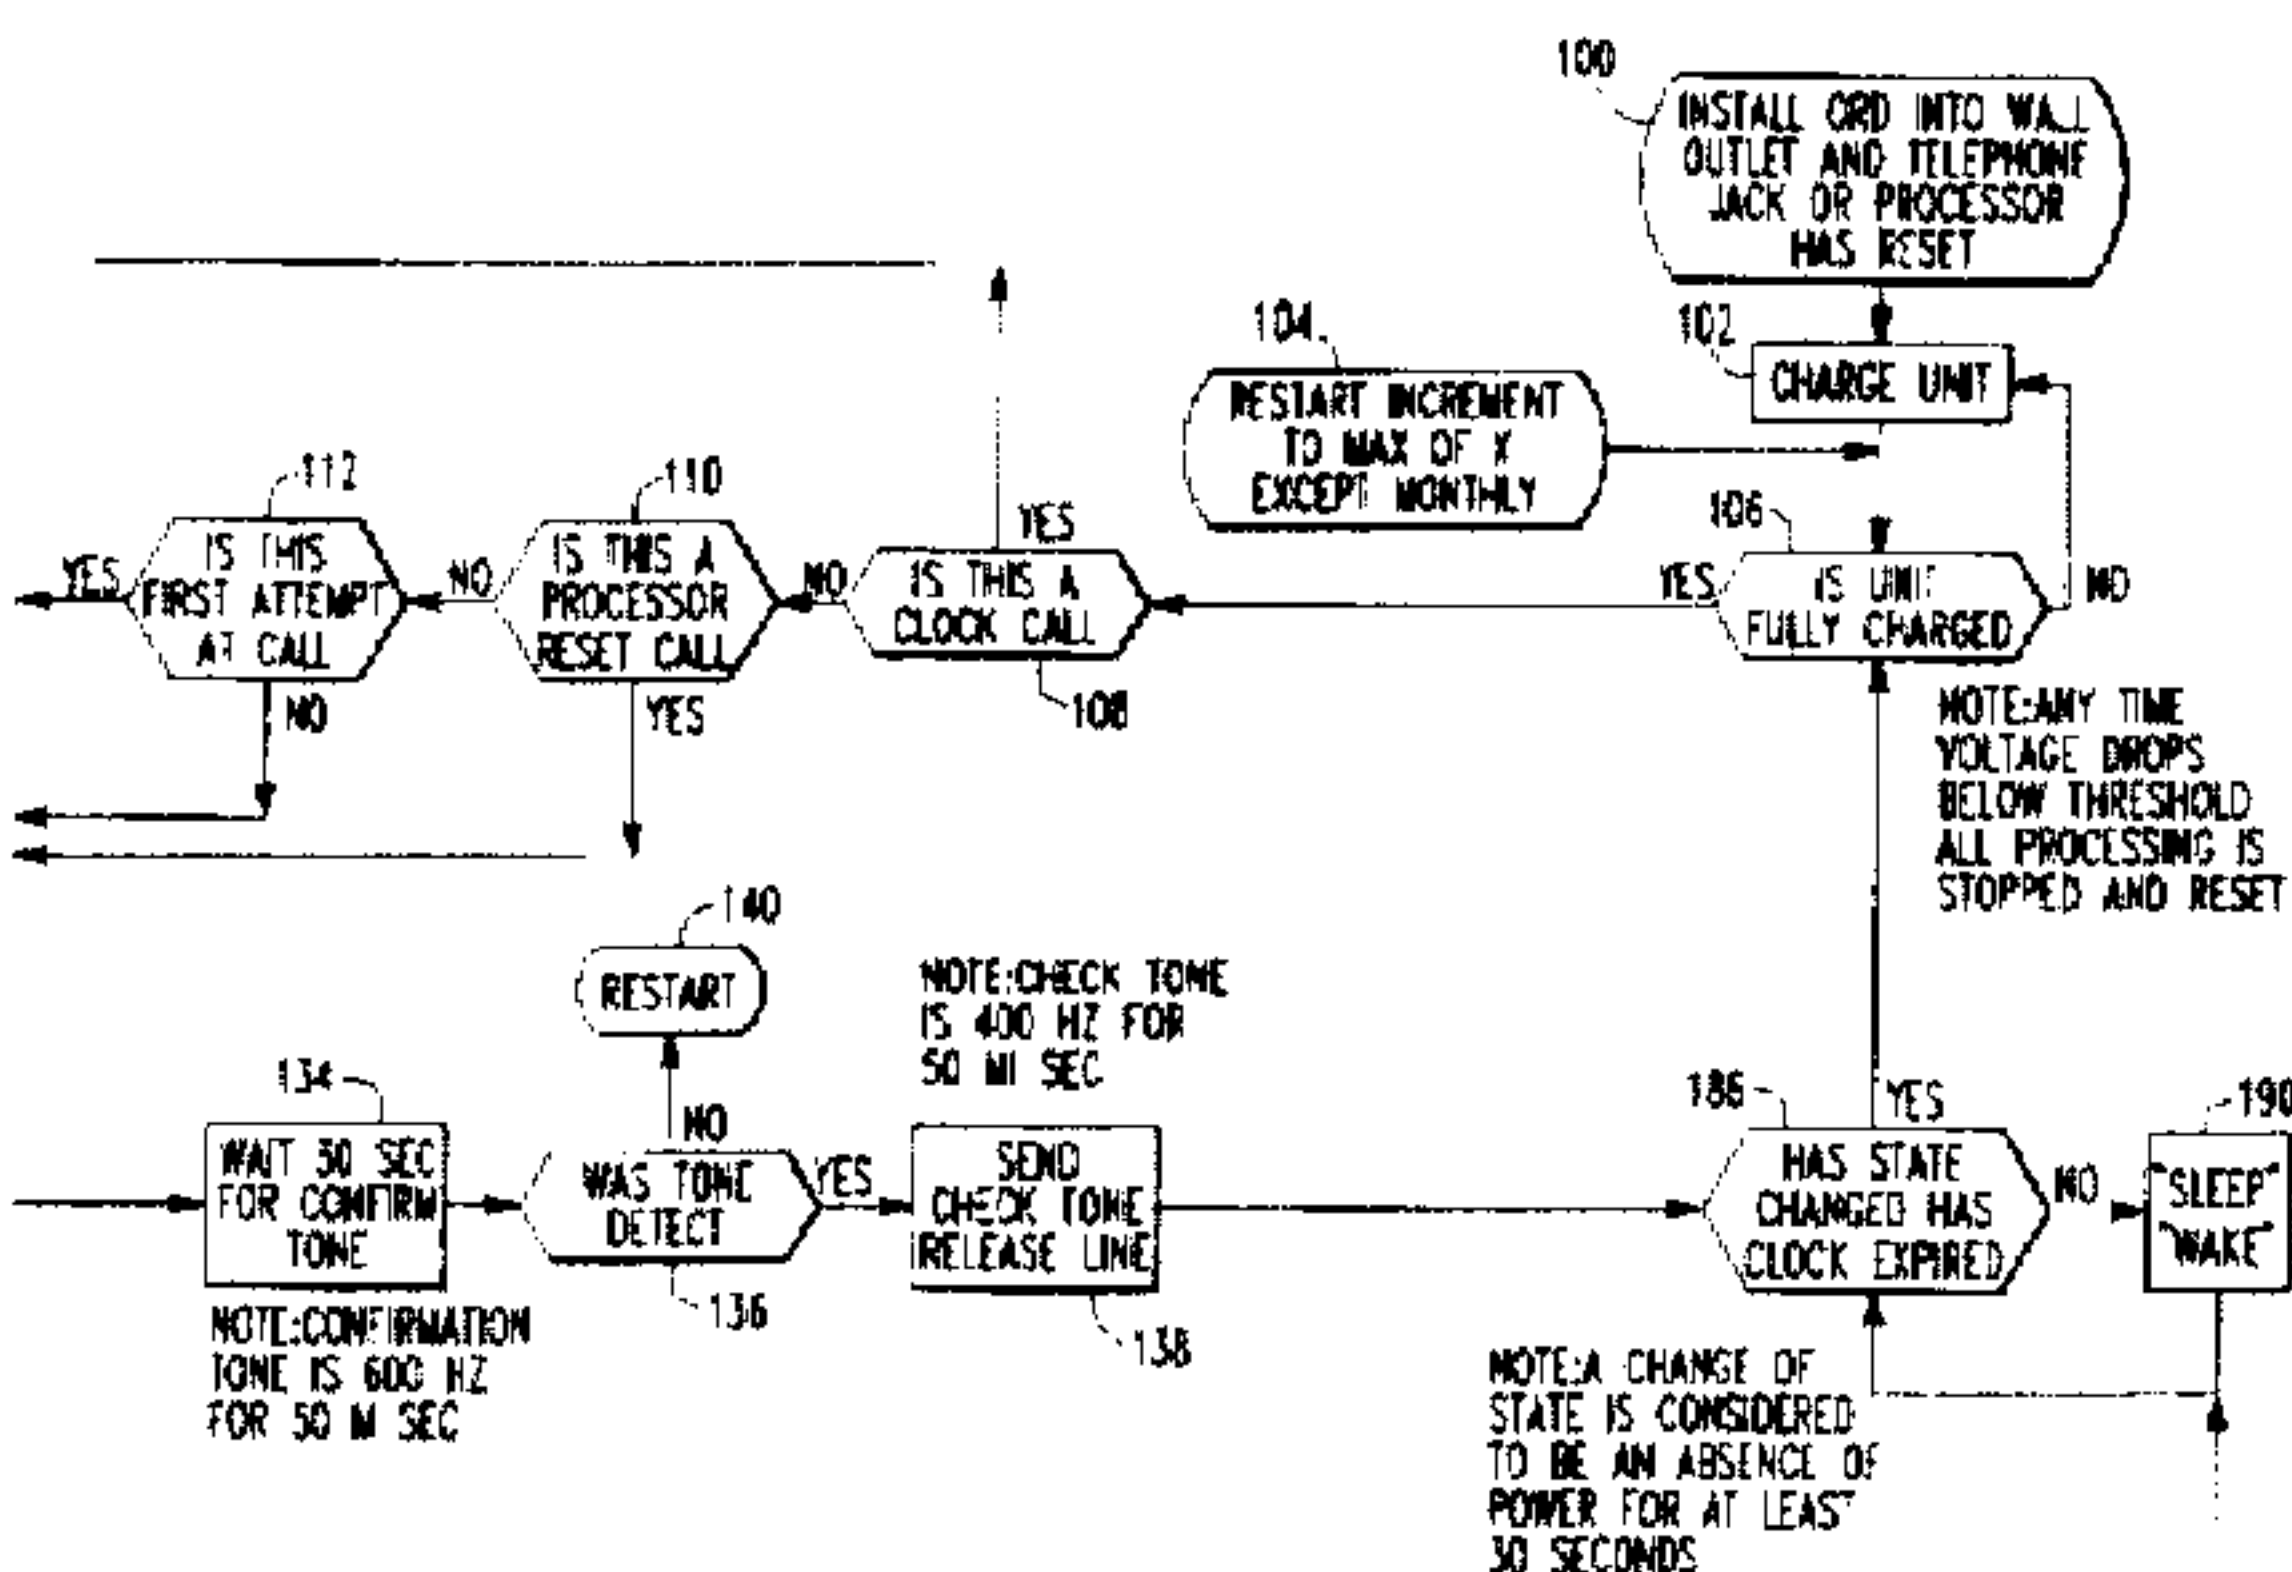 100
INSTALL ORD INTO WALL
OUTLET AND TELEPHONE
JACK OR PROCESSOR
HAS RESET
102
CHARGE UNIT
104
RESTART INCREMENT
TO MAX OF X
EXCEPT MONTHLY
106
IS UNIT
FULLY CHARGED
YES
NO
NOTE:ANY TIME
VOLTAGE DROPS
BELOW THRESHOLD
ALL PROCESSING IS
STOPPED AND RESET
IS THIS A
CLOCK CALL
108
YES
NO
110
IS THIS A
PROCESSOR
RESET CALL
NO
YES
112
IS THIS
FIRST ATTEMPT
AT CALL
YES
NO
134
WAIT 30 SEC
FOR CONFIRM
TONE
NOTE:CONFIRMATION
TONE IS 600 HZ
FOR 50 M SEC
140
RESTART
NO
WAS TONE
DETECT
136
YES
NOTE:CHECK TONE
IS 400 HZ FOR
50 MI SEC
SEND
CHECK TONE
RELEASE LINE
138
YES
HAS STATE
CHANGED HAS
CLOCK EXPIRED
NO
190
"SLEEP"
"WAKE"
NOTE:A CHANGE OF
STATE IS CONSIDERED
TO BE AN ABSENCE OF
POWER FOR AT LEAST
30 SECONDS